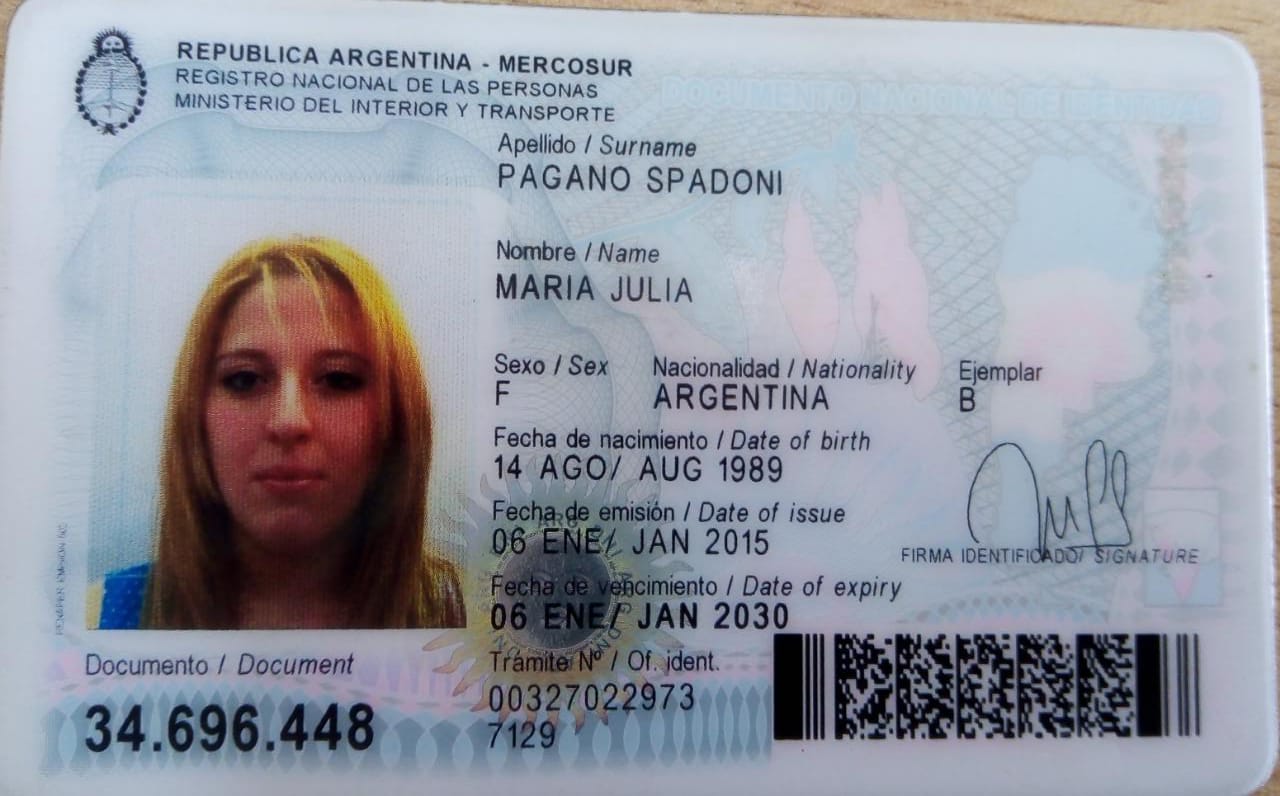 REPUBLICA ARGENTINA - MERCOSUR
REGISTRO NACIONAL DE LAS PERSONAS
MINISTERIO DEL INTERIOR Y TRANSPORTE
DOCUMENTO NACIONAL DE IDENTIDAD
Apellido / Surname
PAGANO SPADONI
Nombre / Name
MARIA JULIA
Sexo / Sex Nacionalidad / Nationality Ejemplar
F ARGENTINA B
Fecha de nacimiento / Date of birth
14 AGO/ AUG 1989
Fecha de emisión / Date of issue
06 ENE/ JAN 2015
FIRMA IDENTIFICADO/ SIGNATURE
Fecha de vencimiento / Date of expiry
06 ENE/ JAN 2030
Documento / Document
34.696.448
Trámite Nº / Of. ident.
00327022973
7129